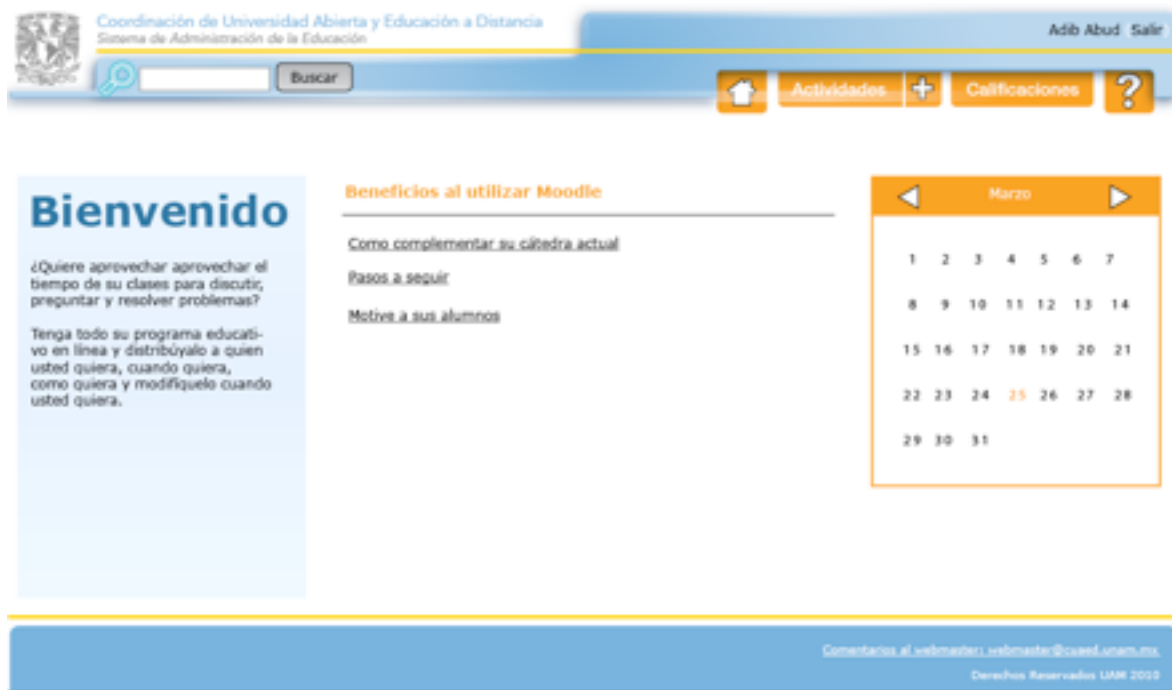 Coordinación de Universidad Abierta y Educación a Distancia
Sistema de Administración de la Educación
Adib Abud Salir
Buscar
Actividades
Calificaciones
?
Bienvenido
¿Quiere aprovechar aprovechar el
tiempo de su clases para discutir,
preguntar y resolver problemas?
Tenga todo su programa educati-
vo en línea y distribúyalo a quien
usted quiera, cuando quiera,
como quiera y modifíquelo cuando
usted quiera.
Beneficios al utilizar Moodle
Como complementar su cátedra actual
Pasos a seguir
Motive a sus alumnos
Marzo
1 2 3 4 5 6 7
8 9 10 11 12 13 14
15 16 17 18 19 20 21
22 23 24 25 26 27 28
29 30 31
Comentarios al webmaster: webmaster@cuaed.unam.mx
Derechos Reservados UAM 2010